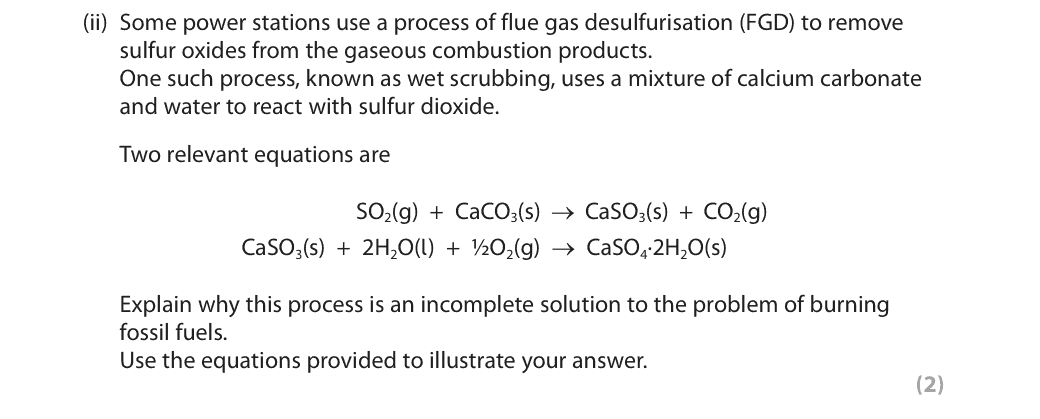 (ii) Some power stations use a process of flue gas desulfurisation (FGD) to remove
sulfur oxides from the gaseous combustion products.
One such process, known as wet scrubbing, uses a mixture of calcium carbonate
and water to react with sulfur dioxide.
Two relevant equations are
SO₂(g) + CaCO₃(s) → CaSO₃(s) + CO₂(g)
CaSO₃(s) + 2H₂O(l) + ½O₂(g) → CaSO₄·2H₂O(s)
Explain why this process is an incomplete solution to the problem of burning
fossil fuels.
Use the equations provided to illustrate your answer.
(2)